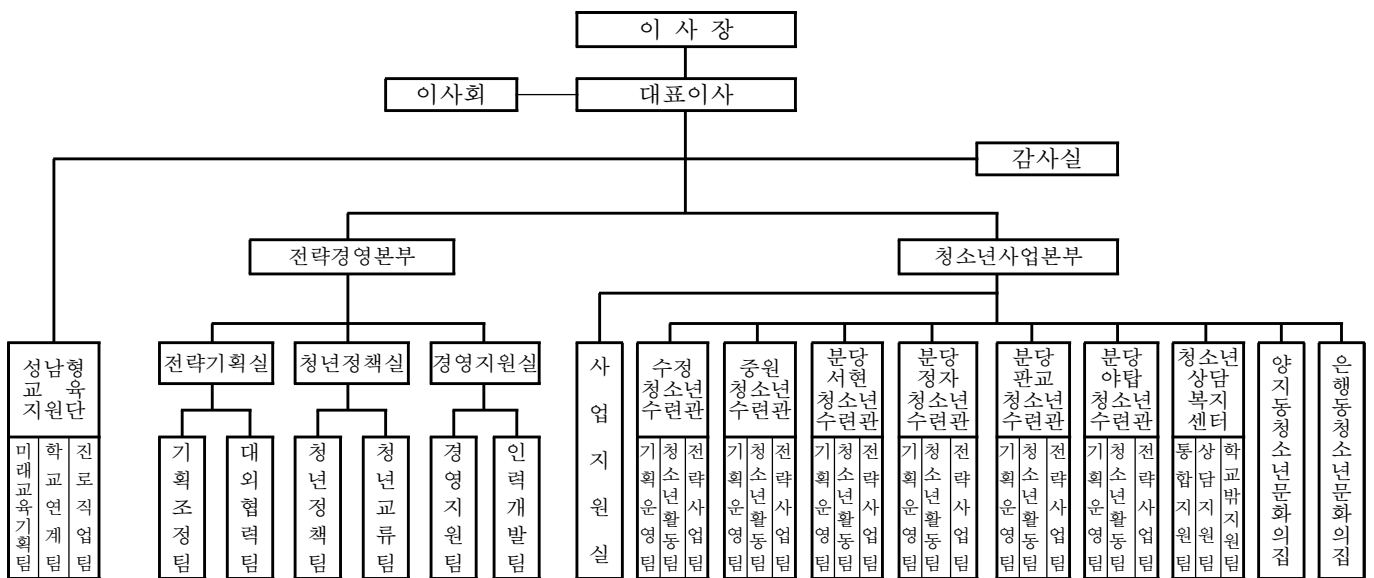 이 사 장
이사회
대표이사
감사실
전략경영본부
청소년사업본부
성남형
교 육
지원단
전략기획실
청년정책실
경영지원실
사업지원실
수정
청소년
수련관
중원
청소년
수련관
분당
서현
청소년
수련관
분당
정자
청소년
수련관
분당
판교
청소년
수련관
분당
야탑
청소년
수련관
청소년
상담
복지
센터
양지동청소년문화의집
은행동청소년문화의집
미래교육기획팀
학교연계팀
진로직업팀
기획조정팀
대외협력팀
청년정책팀
청년교류팀
경영지원팀
인력개발팀
기획운영팀
청소년활동팀
전략사업팀
기획운영팀
청소년활동팀
전략사업팀
기획운영팀
청소년활동팀
전략사업팀
기획운영팀
청소년활동팀
전략사업팀
기획운영팀
청소년활동팀
전략사업팀
기획운영팀
청소년활동팀
전략사업팀
통합지원팀
상담지원팀
학교밖지원팀